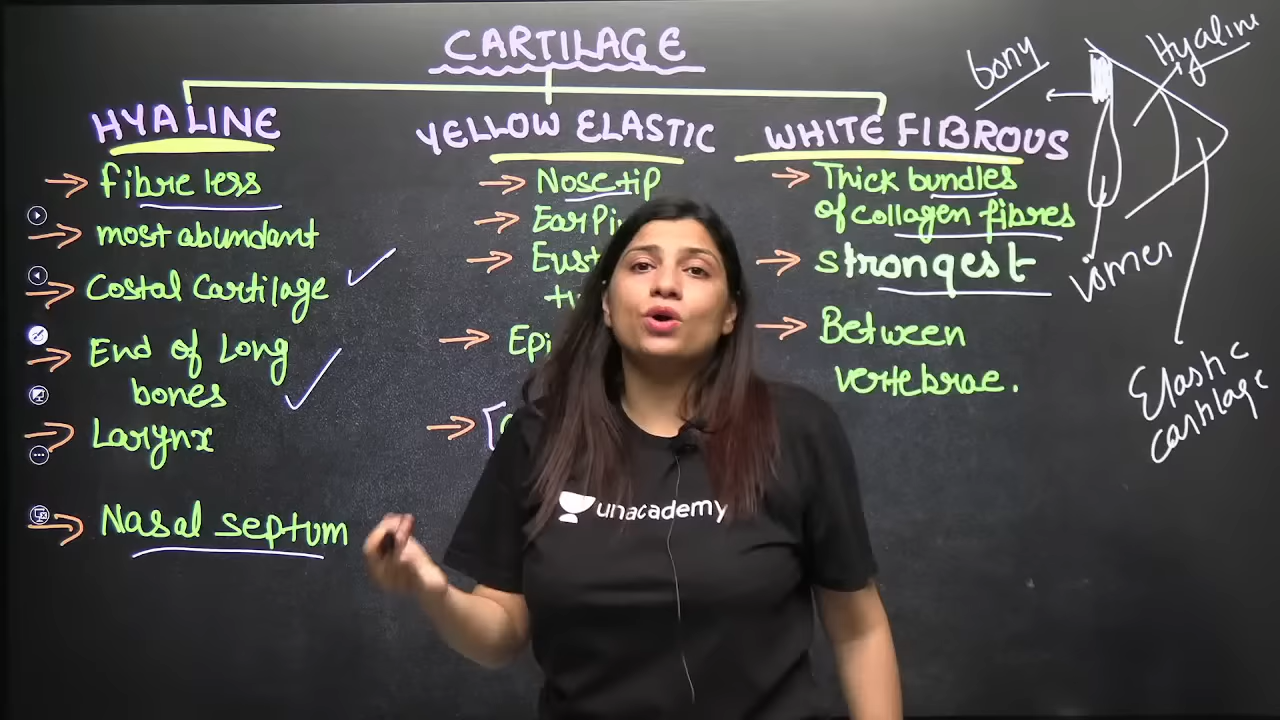 CARTILAGE
HYALINE
fibre less
most abundant
Costal Cartilage
End of Long
bones
Larynx
Nasal septum
YELLOW ELASTIC
Nose tip
Ear
WHITE FIBROUS
Thick bundles
of collagen fibres
strongest
Between
vertebrae.
bony
Hyaline
Vomer
Elastic
cartilage
unacademy